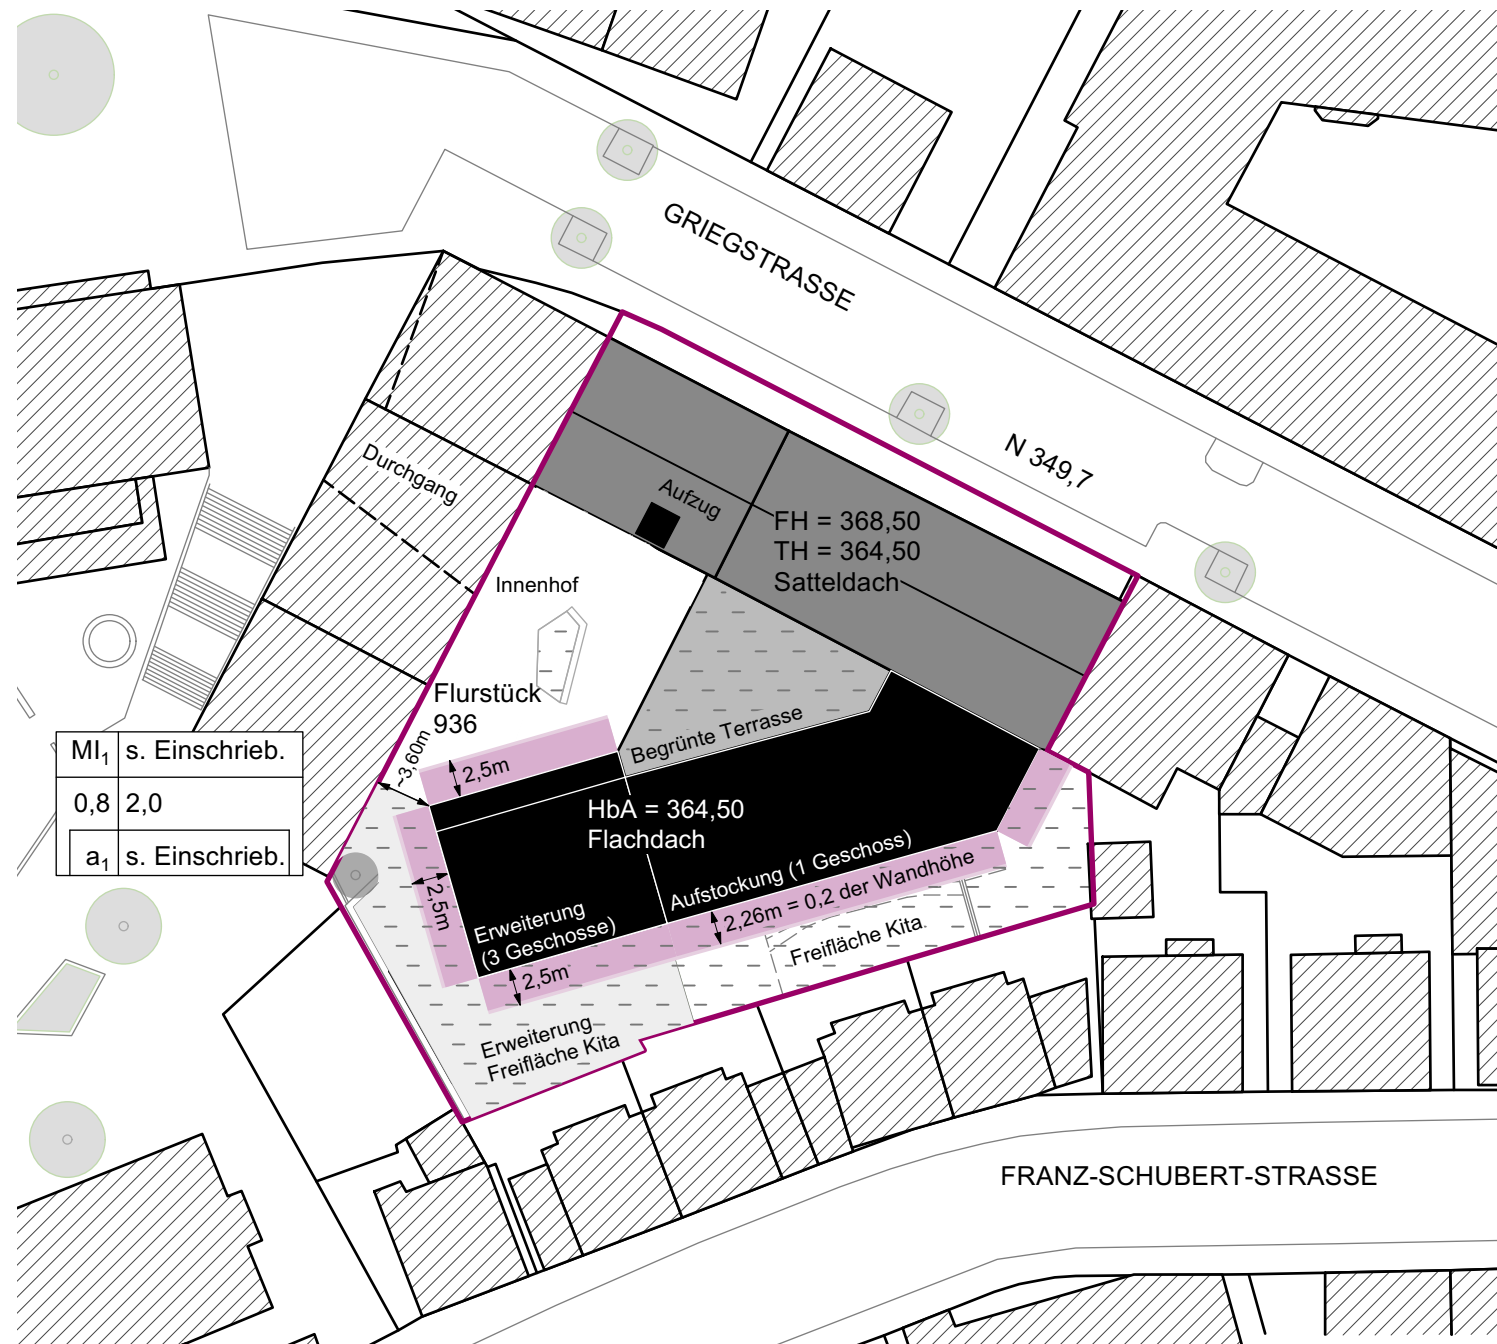 GRIEGSTRASSE
N 349,7
Durchgang
Aufzug
FH = 368,50
TH = 364,50
Satteldach
Innenhof
Flurstück
936
Begrünte Terrasse
~3,60m
2,5m
MI₁ s. Einschrieb.
0,8 2,0
a₁ s. Einschrieb.
HbA = 364,50
Flachdach
Aufstockung (1 Geschoss)
2,26m = 0,2 der Wandhöhe
2,5m
Erweiterung
(3 Geschosse)
Freifläche Kita
2,5m
Erweiterung
Freifläche Kita
FRANZ-SCHUBERT-STRASSE